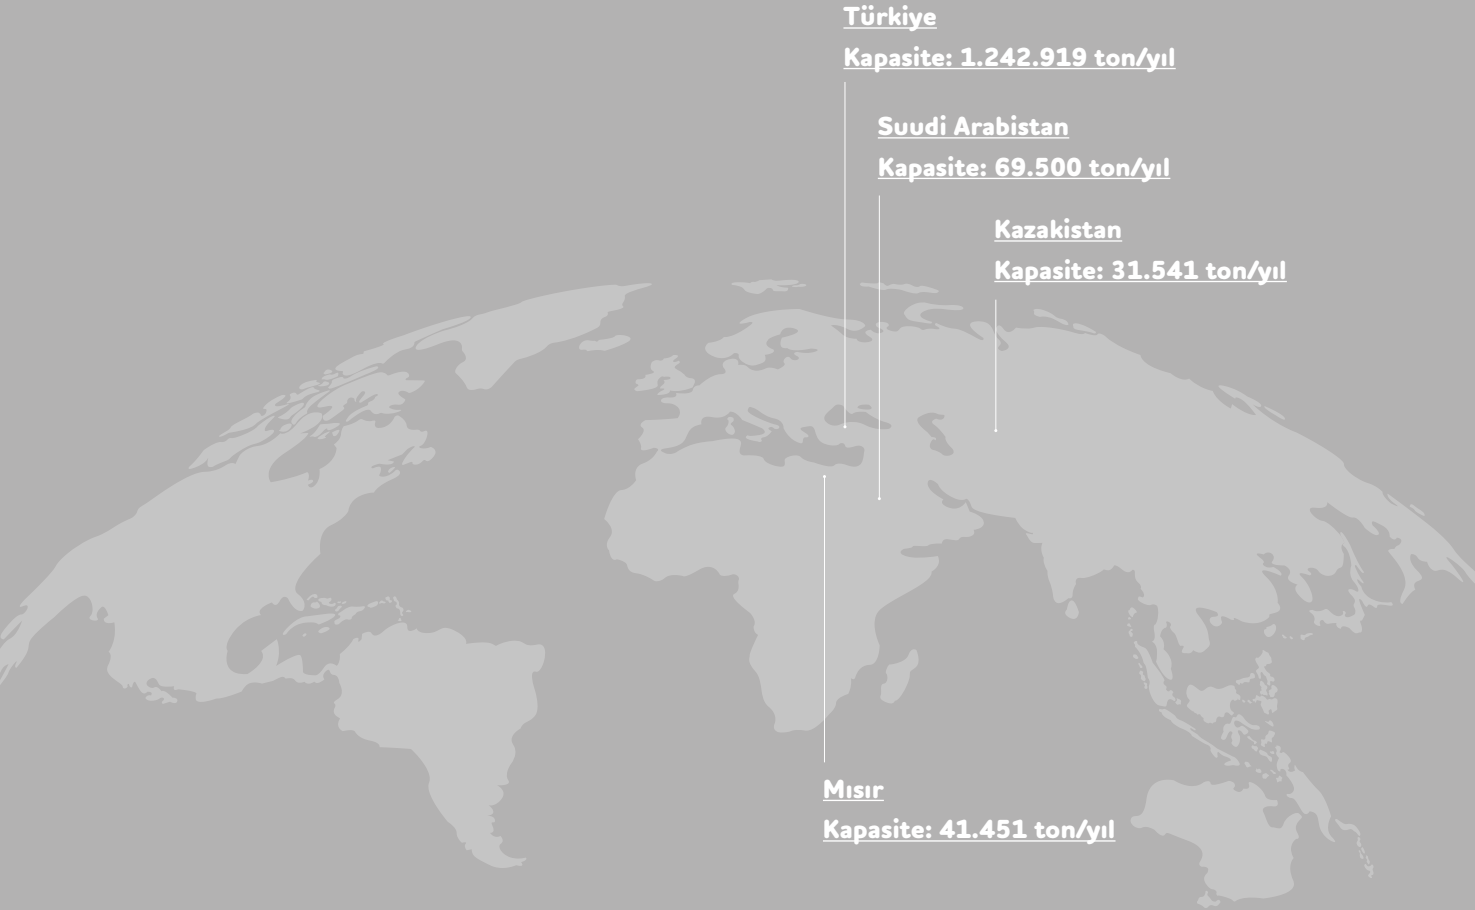 Türkiye
Kapasite: 1.242.919 ton/yıl
Suudi Arabistan
Kapasite: 69.500 ton/yıl
Kazakistan
Kapasite: 31.541 ton/yıl
Mısır
Kapasite: 41.451 ton/yıl